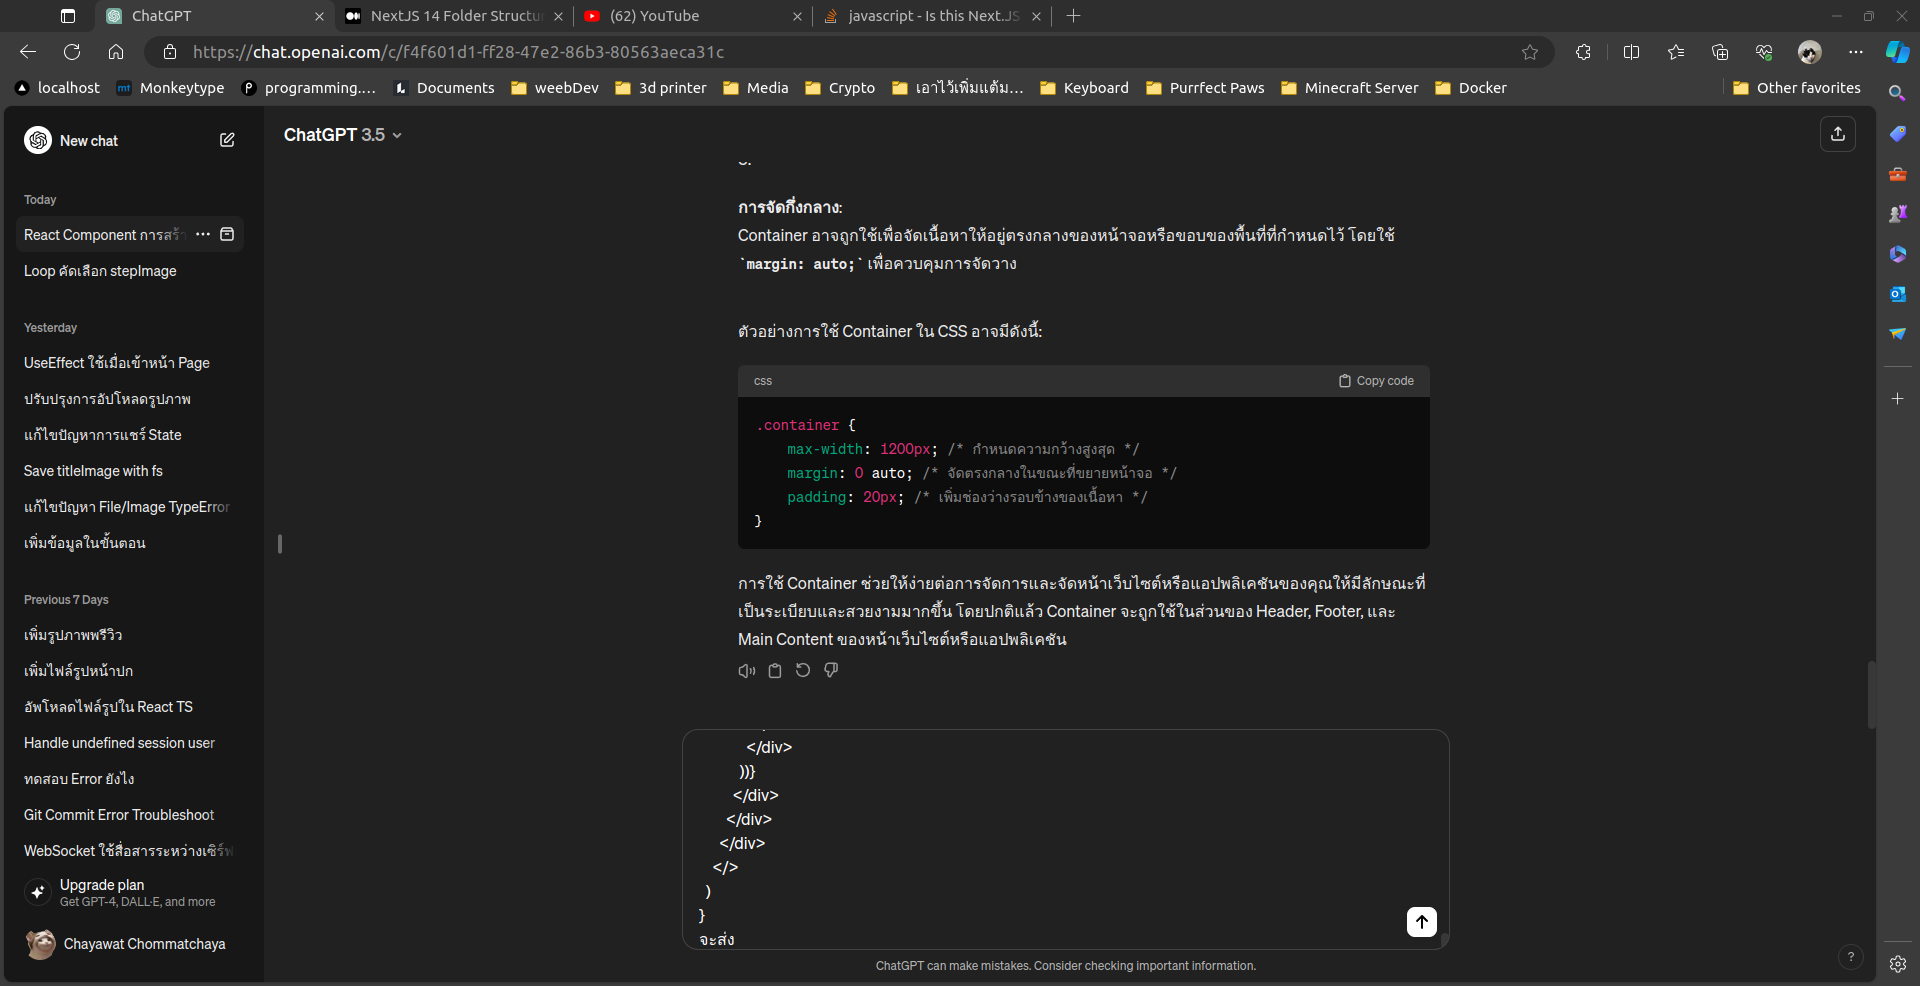 ChatGPT
NextJS 14 Folder Structu
(62) YouTube
javascript - Is this Next.JS
https://chat.openai.com/c/f4f601d1-ff28-47e2-86b3-80563aeca31c
localhost
Monkeytype
programming....
Documents
weebDev
3d printer
Media
Crypto
เอาไว้เพิ่มแต้ม...
Keyboard
Purrfect Paws
Minecraft Server
Docker
Other favorites
New chat
Today
React Component การสร้า
Loop คัดเลือก stepImage
Yesterday
UseEffect ใช้เมื่อเข้าหน้า Page
ปรับปรุงการอัปโหลดรูปภาพ
แก้ไขปัญหาการแชร์ State
Save titleImage with fs
แก้ไขปัญหา File/Image TypeError
เพิ่มข้อมูลในขั้นตอน
Previous 7 Days
เพิ่มรูปภาพพรีวิว
เพิ่มไฟล์รูปหน้าปก
อัพโหลดไฟล์รูปใน React TS
Handle undefined session user
ทดสอบ Error ยังไง
Git Commit Error Troubleshoot
WebSocket ใช้สื่อสารระหว่างเซิร์ฟ
Upgrade plan
Get GPT-4, DALL·E, and more
Chayawat Chommatchaya
ChatGPT 3.5
การจัดกึ่งกลาง:
Container อาจถูกใช้เพื่อจัดเนื้อหาให้อยู่ตรงกลางของหน้าจอหรือขอบของพื้นที่ที่กำหนดไว้ โดยใช้
`margin: auto;` เพื่อควบคุมการจัดวาง
ตัวอย่างการใช้ Container ใน CSS อาจมีดังนี้:
css
Copy code
.container {
max-width: 1200px; /* กำหนดความกว้างสูงสุด */
margin: 0 auto; /* จัดตรงกลางในขณะที่ขยายหน้าจอ */
padding: 20px; /* เพิ่มช่องว่างรอบข้างของเนื้อหา */
}
การใช้ Container ช่วยให้ง่ายต่อการจัดการและจัดหน้าเว็บไซต์หรือแอปพลิเคชันของคุณให้มีลักษณะที่
เป็นระเบียบและสวยงามมากขึ้น โดยปกติแล้ว Container จะถูกใช้ในส่วนของ Header, Footer, และ
Main Content ของหน้าเว็บไซต์หรือแอปพลิเคชัน
</div>
))}
</div>
</div>
</div>
</>
)
}
จะส่ง
ChatGPT can make mistakes. Consider checking important information.
?